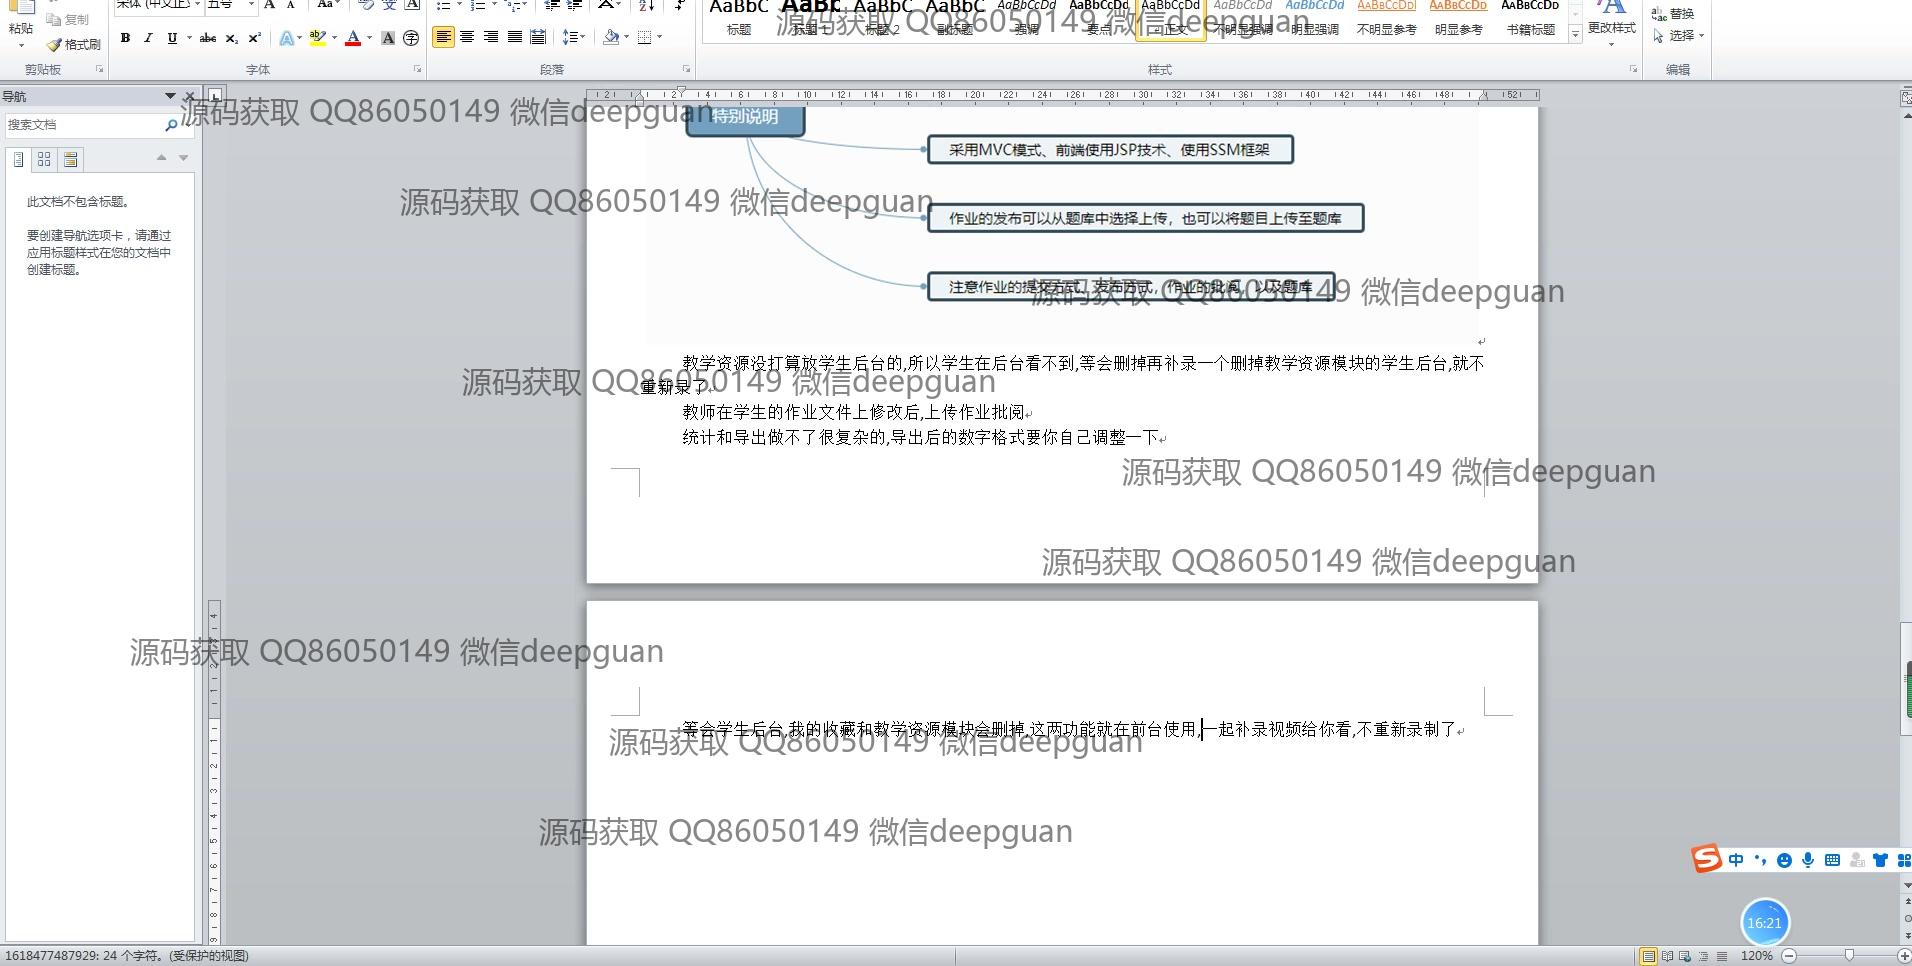 宋体 (中文正 五号
AaBbC AaBb AaBbC AaBbC AaBbCcDd AaBbCcDd AaBbCcDd AaBbCcDd AaBbCcDd AaBbCcDd AaBbCcDd AaBbCcDd
粘贴 复制 格式刷
标题 标题 1 标题 2 副标题 强调 要点 正文 不明显强调 明显强调 不明显参考 明显参考 书籍标题 更改样式
替换
选择
剪贴板 字体 段落 样式 编辑
源码获取 QQ86050149 微信deepguan
导航
源码获取 QQ86050149 微信deepguan
搜索文档
特别说明
采用MVC模式、前端使用JSP技术、使用SSM框架
此文档不包含标题。
源码获取 QQ86050149 微信deepguan
作业的发布可以从题库中选择上传，也可以将题目上传至题库
要创建导航选项卡，请通过
应用标题样式在您的文档中
创建标题。
注意作业的提交方式、发布方式，作业的批阅，以及题库
源码获取 QQ86050149 微信deepguan
教学资源没打算放学生后台的,所以学生在后台看不到,等会删掉再补录一个删掉教学资源模块的学生后台,就不
重新录了
源码获取 QQ86050149 微信deepguan
教师在学生的作业文件上修改后,上传作业批阅
统计和导出做不了很复杂的,导出后的数字格式要你自己调整一下
源码获取 QQ86050149 微信deepguan
源码获取 QQ86050149 微信deepguan
源码获取 QQ86050149 微信deepguan
等会学生后台,我的收藏和教学资源模块会删掉,这两功能就在前台使用,一起补录视频给你看,不重新录制了
源码获取 QQ86050149 微信deepguan
源码获取 QQ86050149 微信deepguan
中
16:21
1618477487929: 24 个字符。(受保护的视图)
120%